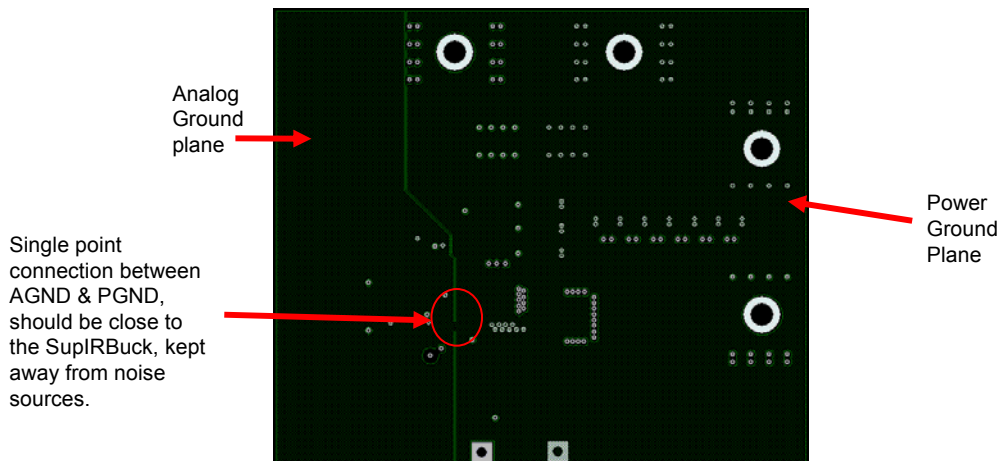 Analog
Ground
plane
Single point
connection between
AGND & PGND,
should be close to
the SupIRBuck, kept
away from noise
sources.
Power
Ground
Plane